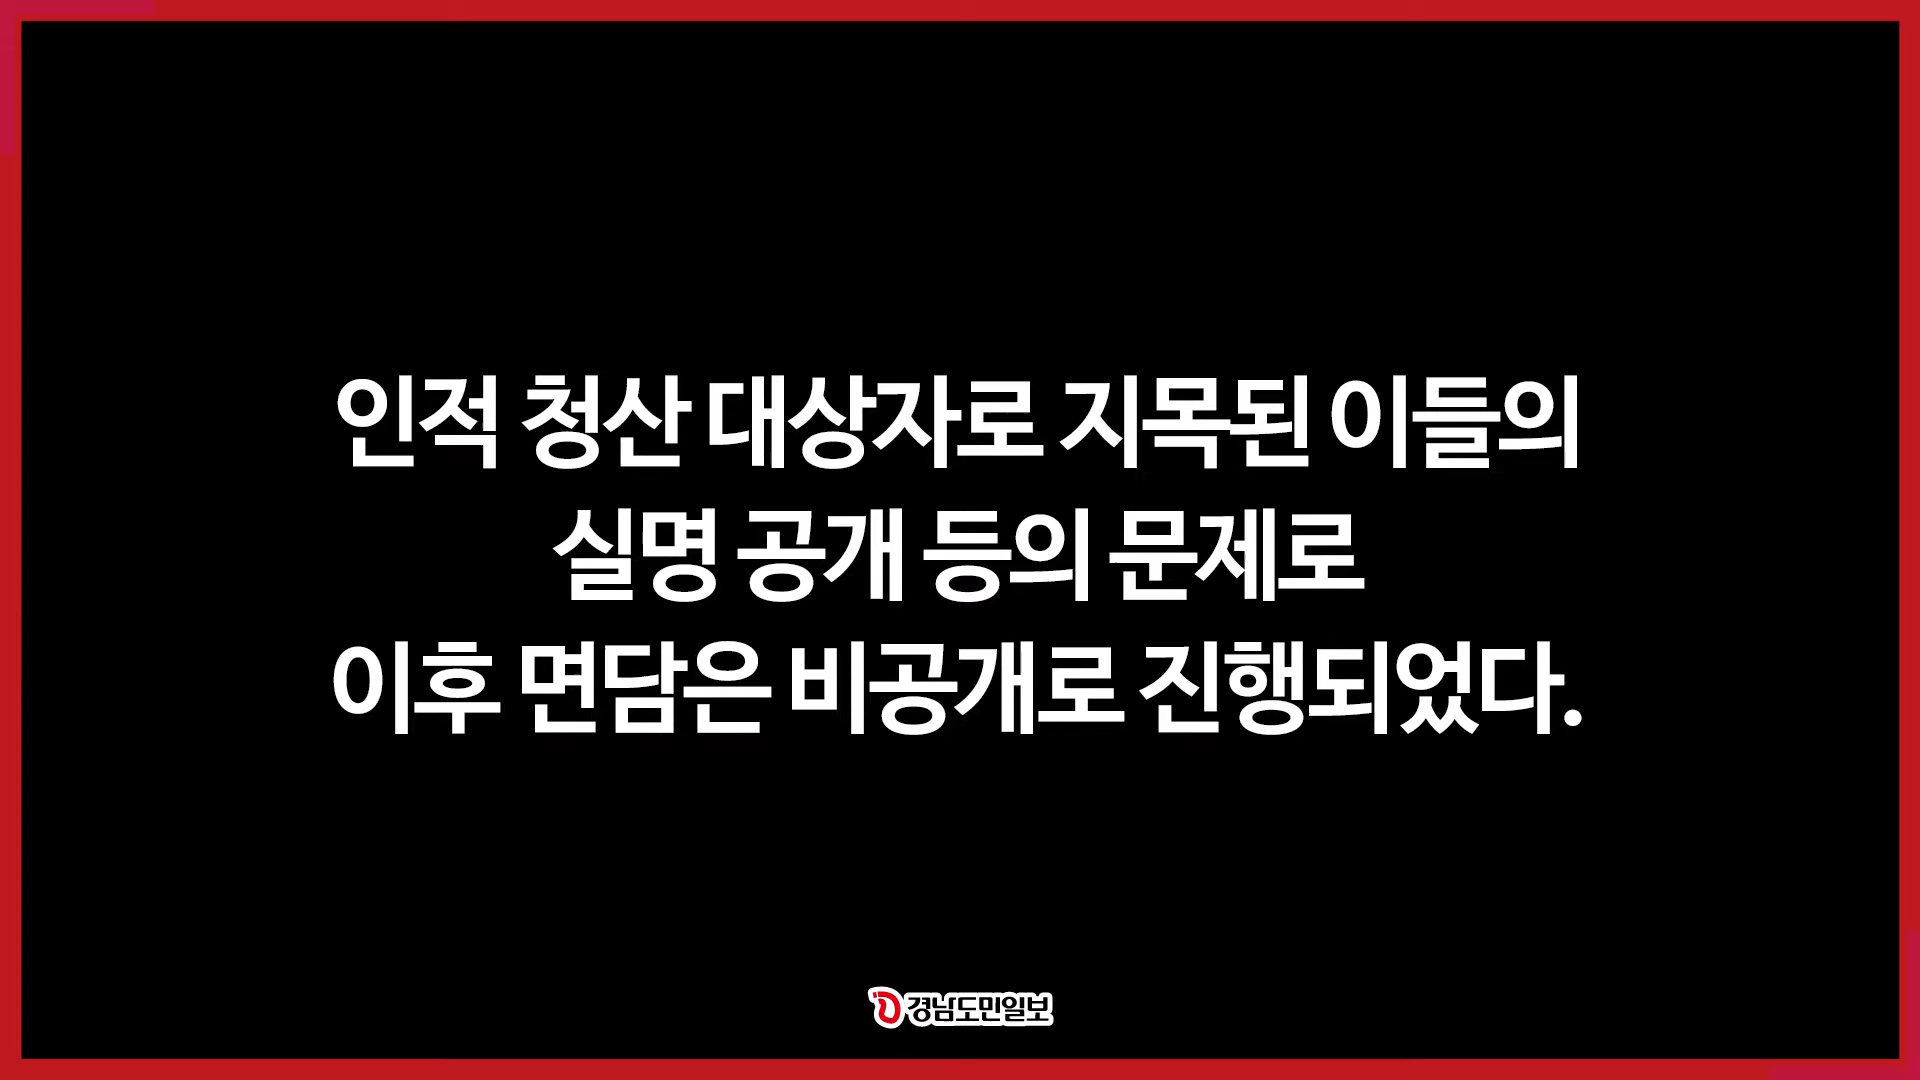 인적 청산 대상자로 지목된 이들의
실명 공개 등의 문제로
이후 면담은 비공개로 진행되었다.
경남도민일보